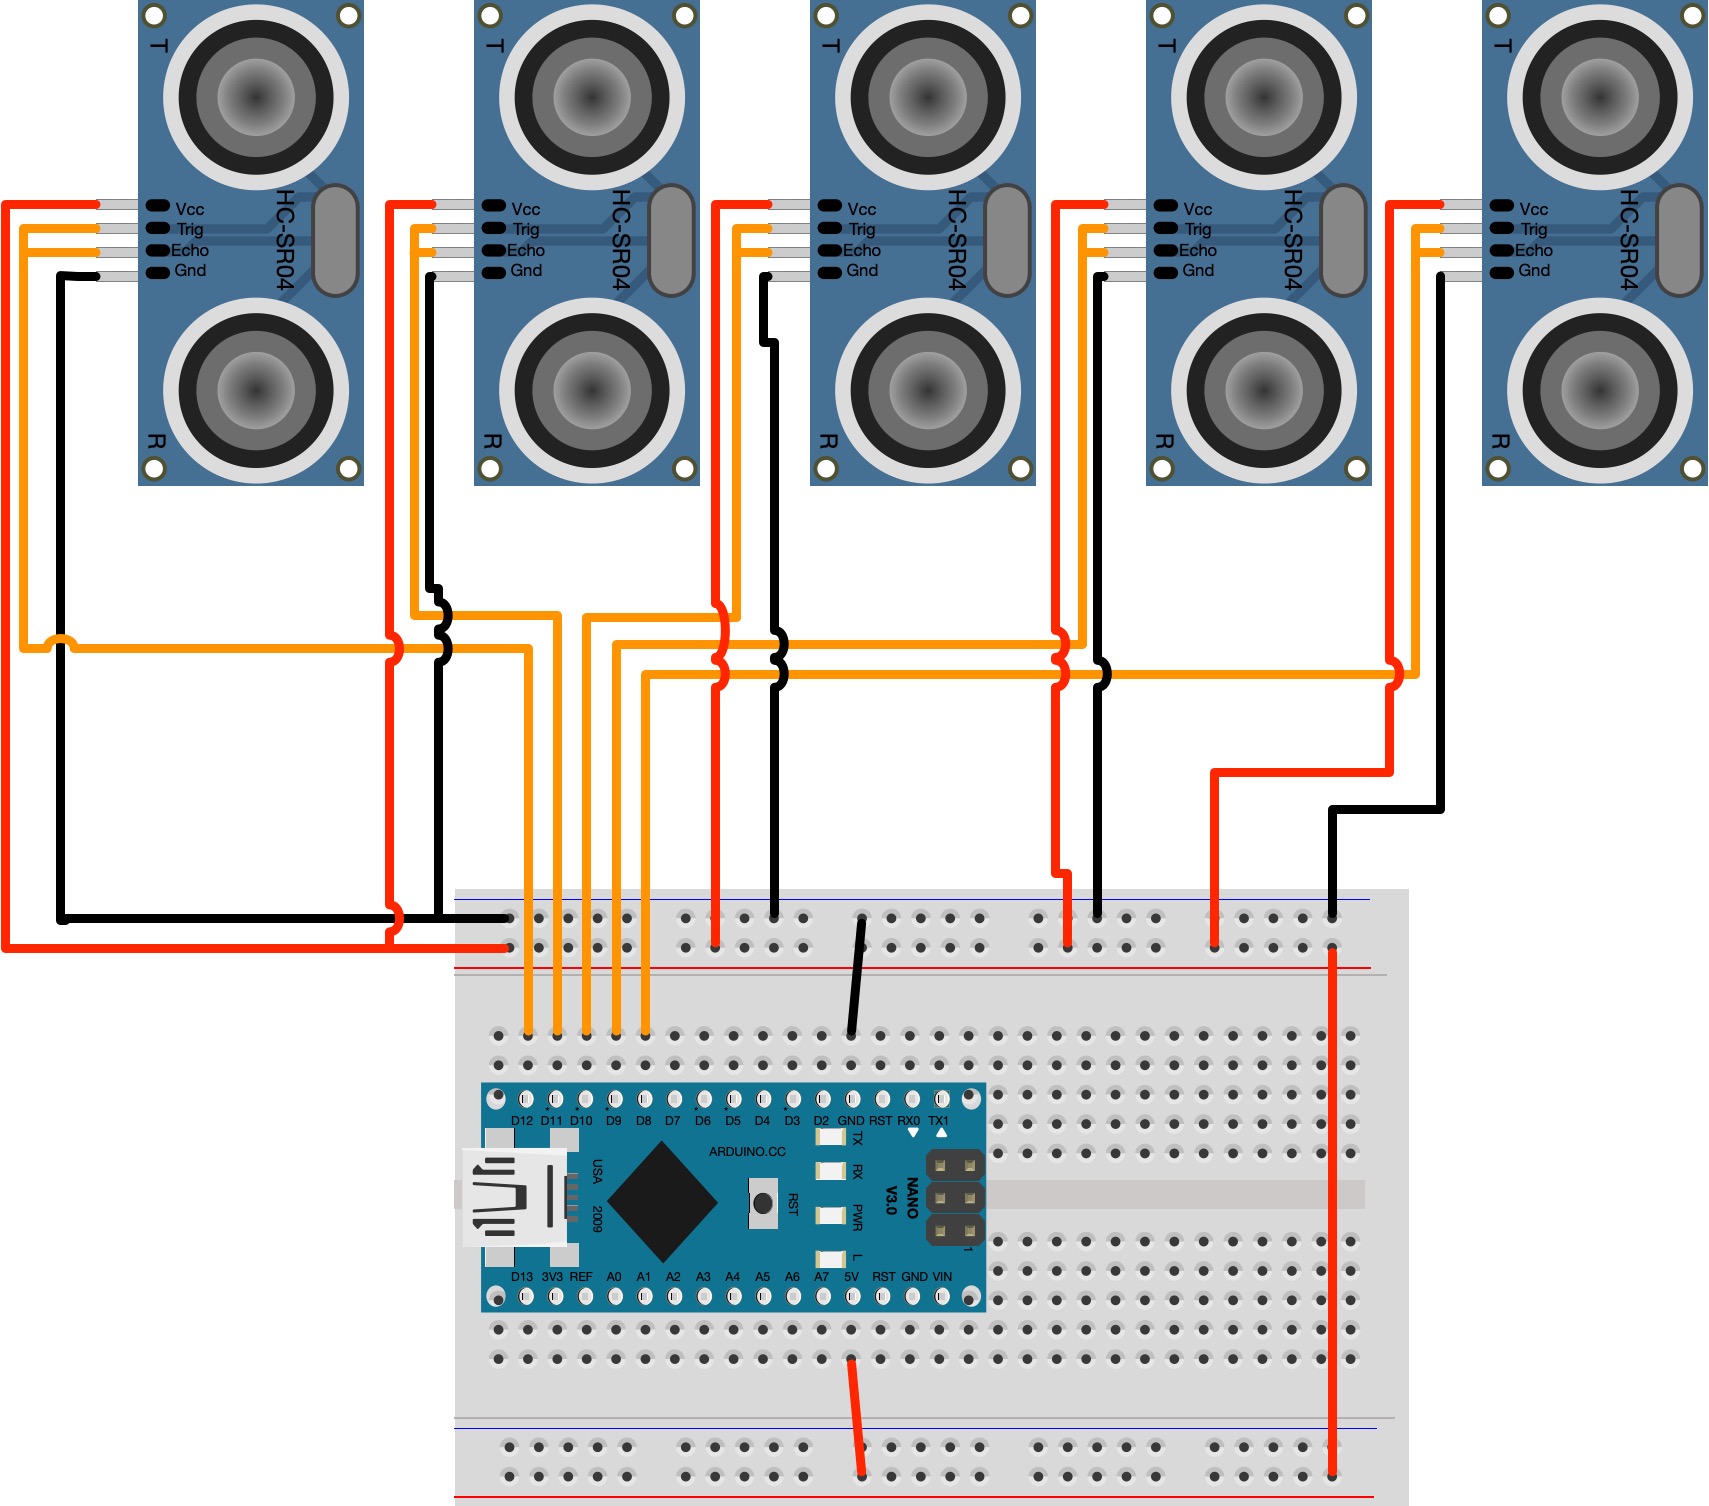 T
Vcc
Trig
Echo
Gnd
HC-SR04
R
T
Vcc
Trig
Echo
Gnd
HC-SR04
R
T
Vcc
Trig
Echo
Gnd
HC-SR04
R
T
Vcc
Trig
Echo
Gnd
HC-SR04
R
T
Vcc
Trig
Echo
Gnd
HC-SR04
R
D12 D11 D10 D9 D8 D7 D6 D5 D4 D3 D2 GND RST RX0 TX1
ARDUINO.CC
USA
2009
RST
TX
RX
PWR
L
NANO
V3.0
1
D13 3V3 REF A0 A1 A2 A3 A4 A5 A6 A7 5V RST GND VIN